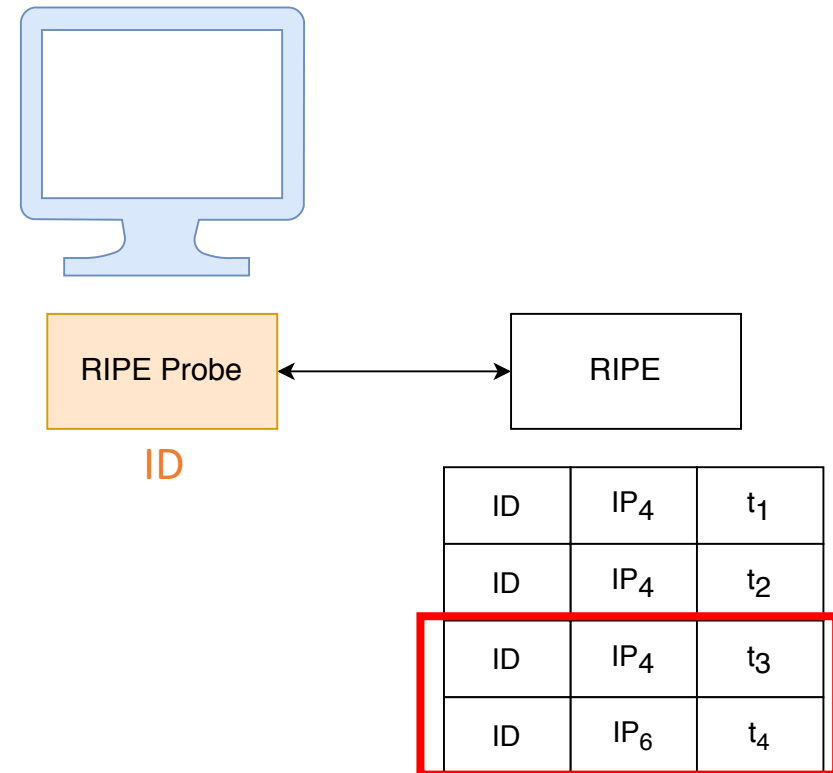 RIPE Probe
RIPE
ID
ID IP₄ t₁
ID IP₄ t₂
ID IP₄ t₃
ID IP₆ t₄